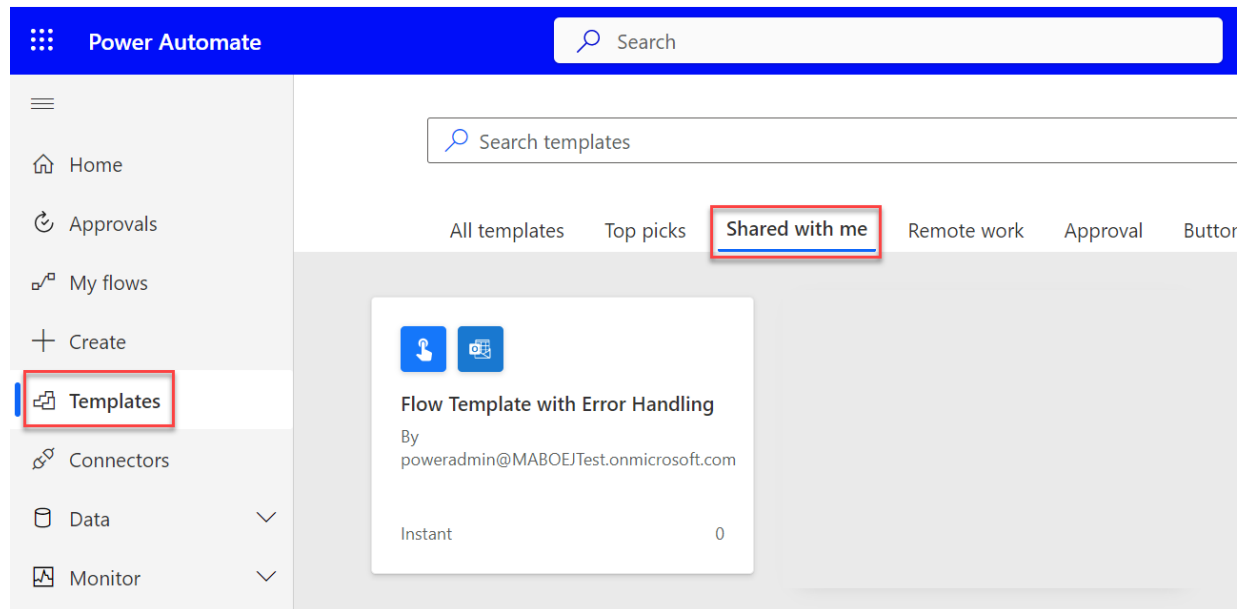 Power Automate
Search
Home
Approvals
My flows
Create
Templates
Connectors
Data
Monitor
Search templates
All templates Top picks Shared with me Remote work Approval Button
Flow Template with Error Handling
By
poweradmin@MABOEJTest.onmicrosoft.com
Instant 0